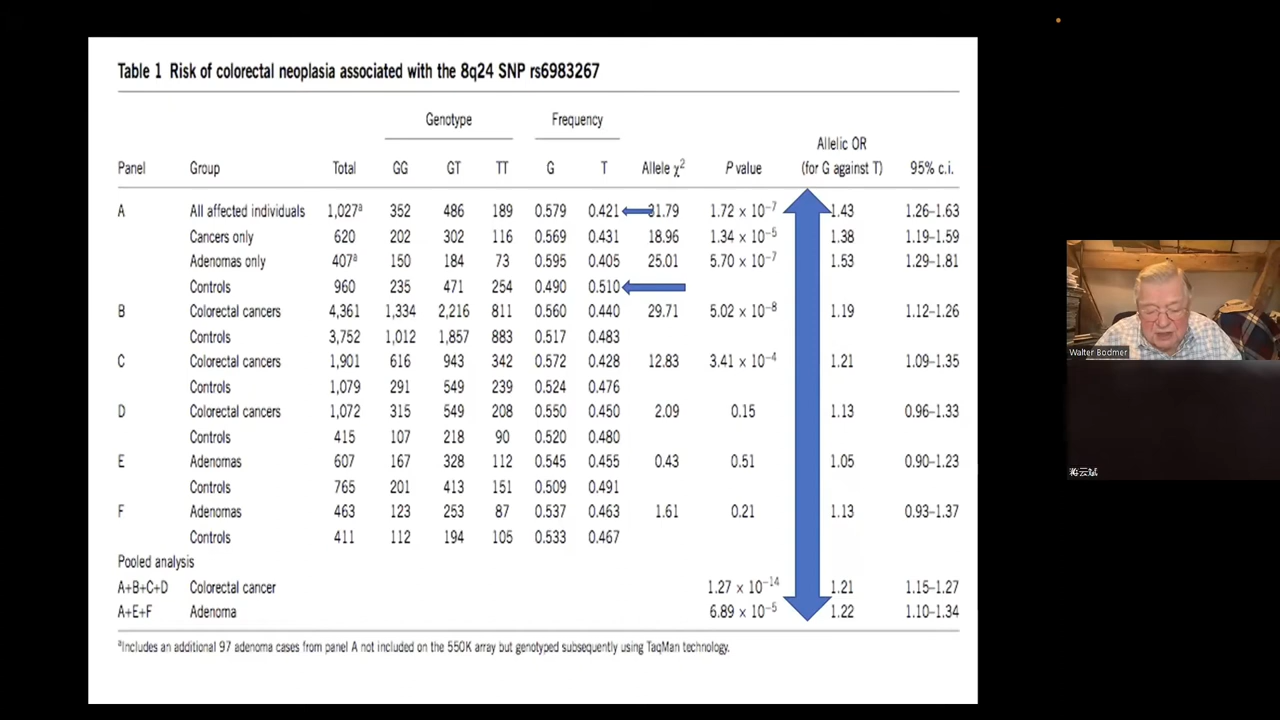 Table 1 Risk of colorectal neoplasia associated with the 8q24 SNP rs6983267
Genotype Frequency
Allelic OR
Panel Group Total GG GT TT G T Allele χ² P value (for G against T) 95% c.i.
A All affected individuals 1,027ᵃ 352 486 189 0.579 0.421 31.79 1.72 × 10⁻⁷ 1.43 1.26–1.63
Cancers only 620 202 302 116 0.569 0.431 18.96 1.34 × 10⁻⁵ 1.38 1.19–1.59
Adenomas only 407ᵃ 150 184 73 0.595 0.405 25.01 5.70 × 10⁻⁷ 1.53 1.29–1.81
Controls 960 235 471 254 0.490 0.510
B Colorectal cancers 4,361 1,334 2,216 811 0.560 0.440 29.71 5.02 × 10⁻⁸ 1.19 1.12–1.26
Controls 3,752 1,012 1,857 883 0.517 0.483
C Colorectal cancers 1,901 616 943 342 0.572 0.428 12.83 3.41 × 10⁻⁴ 1.21 1.09–1.35
Controls 1,079 291 549 239 0.524 0.476
D Colorectal cancers 1,072 315 549 208 0.550 0.450 2.09 0.15 1.13 0.96–1.33
Controls 415 107 218 90 0.520 0.480
E Adenomas 607 167 328 112 0.545 0.455 0.43 0.51 1.05 0.90–1.23
Controls 765 201 413 151 0.509 0.491
F Adenomas 463 123 253 87 0.537 0.463 1.61 0.21 1.13 0.93–1.37
Controls 411 112 194 105 0.533 0.467
Pooled analysis
A+B+C+D Colorectal cancer 1.27 × 10⁻¹⁴ 1.21 1.15–1.27
A+E+F Adenoma 6.89 × 10⁻⁵ 1.22 1.10–1.34
ᵃIncludes an additional 97 adenoma cases from panel A not included on the 550K array but genotyped subsequently using TaqMan technology.
Walter Bodmer
蒋云斌